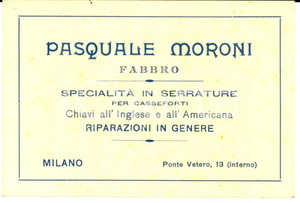 PASQUALE MORONI
FABBRO
SPECIALITÀ IN SERRATURE
PER CASSEFORTI
Chiavi all' Inglese e all' Americana
RIPARAZIONI IN GENERE
MILANO Ponte Vetero, 13 (interno)